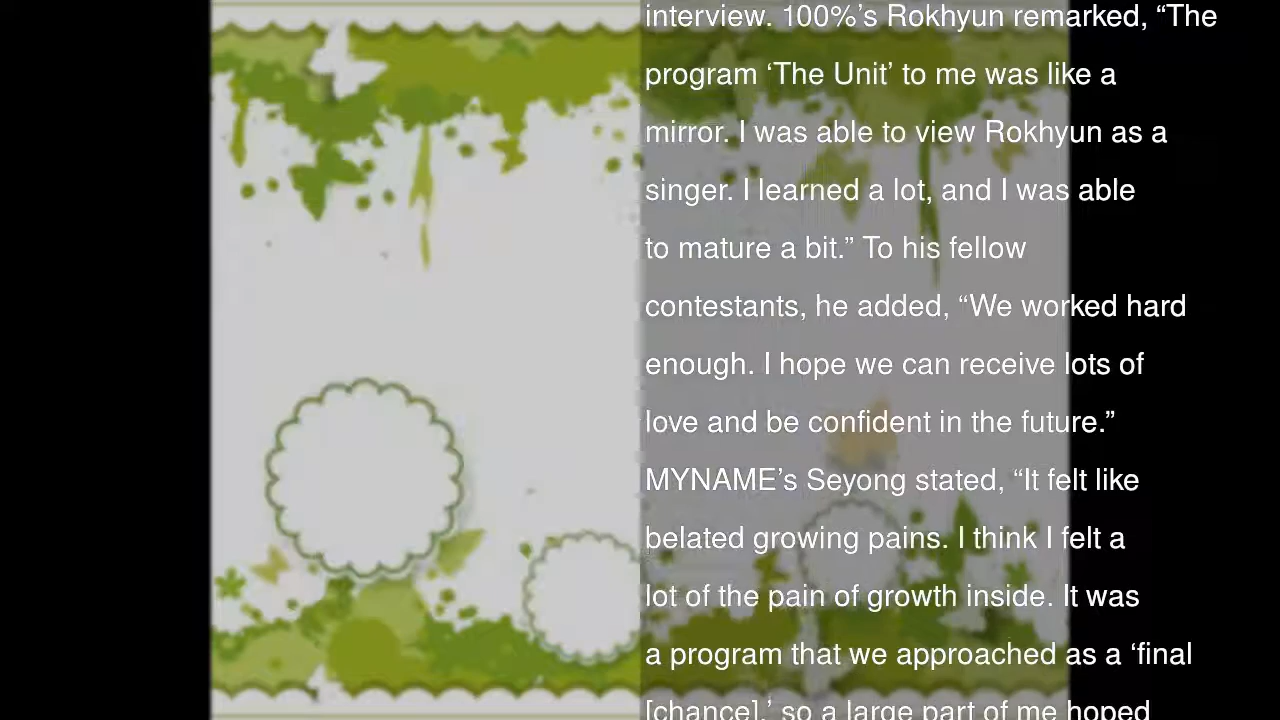 interview. 100%’s Rokhyun remarked, “The
program ‘The Unit’ to me was like a
mirror. I was able to view Rokhyun as a
singer. I learned a lot, and I was able
to mature a bit.” To his fellow
contestants, he added, “We worked hard
enough. I hope we can receive lots of
love and be confident in the future.”
MYNAME’s Seyong stated, “It felt like
belated growing pains. I think I felt a
lot of the pain of growth inside. It was
a program that we approached as a ‘final
[chance],’ so a large part of me hoped